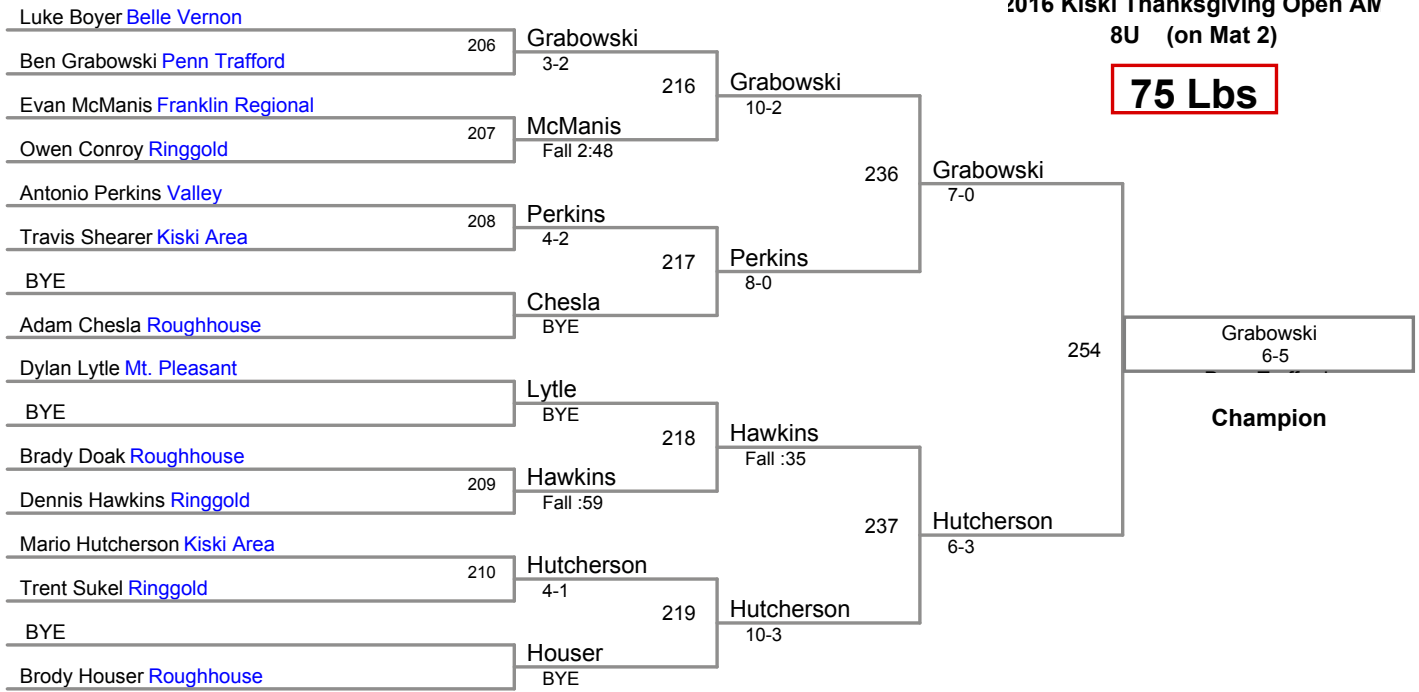 2016 Kiski Thanksgiving Open AM
8U (on Mat 2)
75 Lbs
Luke Boyer Belle Vernon
Ben Grabowski Penn Trafford
Evan McManis Franklin Regional
Owen Conroy Ringgold
Antonio Perkins Valley
Travis Shearer Kiski Area
BYE
Adam Chesla Roughhouse
Dylan Lytle Mt. Pleasant
BYE
Brady Doak Roughhouse
Dennis Hawkins Ringgold
Mario Hutcherson Kiski Area
Trent Sukel Ringgold
BYE
Brody Houser Roughhouse
206
207
208
209
210
Grabowski
3-2
McManis
Fall 2:48
Perkins
4-2
Chesla
BYE
Lytle
BYE
Hawkins
Fall :59
Hutcherson
4-1
Houser
BYE
216
217
218
219
Grabowski
10-2
Perkins
8-0
Hawkins
Fall :35
Hutcherson
10-3
236
237
Grabowski
7-0
Hutcherson
6-3
254
Grabowski
6-5
Champion